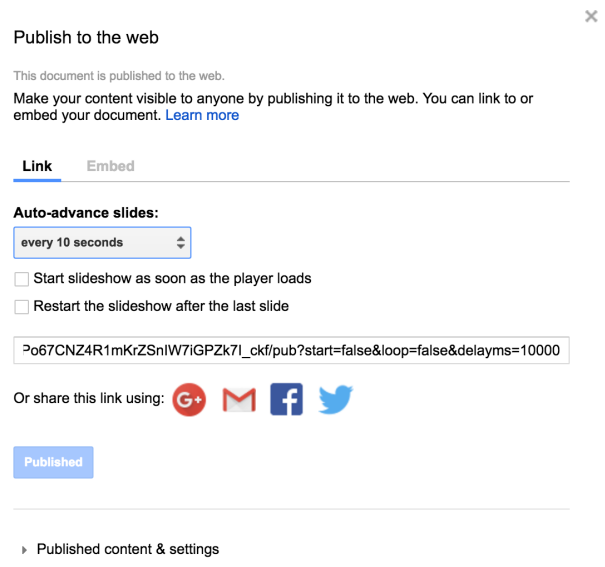 Publish to the web
This document is published to the web.
Make your content visible to anyone by publishing it to the web. You can link to or
embed your document. Learn more
Link Embed
Auto-advance slides:
every 10 seconds
Start slideshow as soon as the player loads
Restart the slideshow after the last slide
Po67CNZ4R1mKrZSnIW7iGPZk7I_ckf/pub?start=false&loop=false&delayms=10000
Or share this link using: G+
Published
Published content & settings